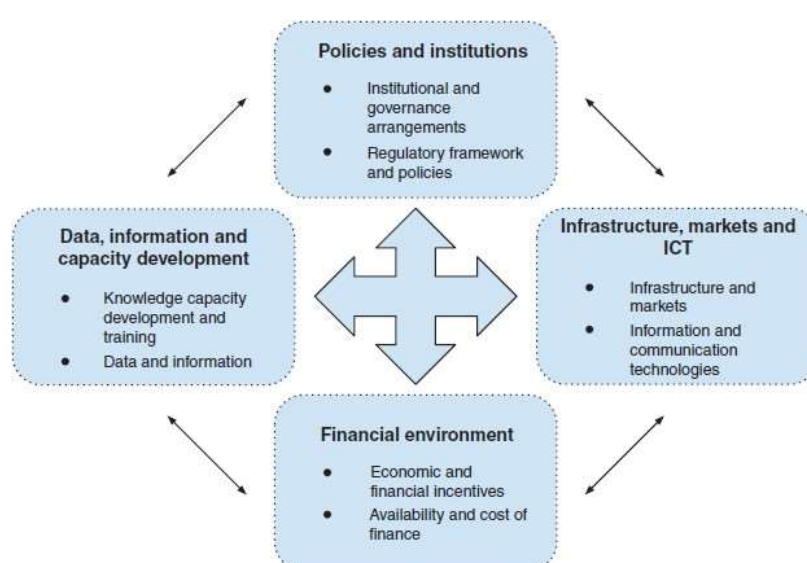 Policies and institutions
● Institutional and
governance
arrangements
● Regulatory framework
and policies
Data, information and
capacity development
● Knowledge capacity
development and
training
● Data and information
Infrastructure, markets and
ICT
● Infrastructure and
markets
● Information and
communication
technologies
Financial environment
● Economic and
financial incentives
● Availability and cost of
finance